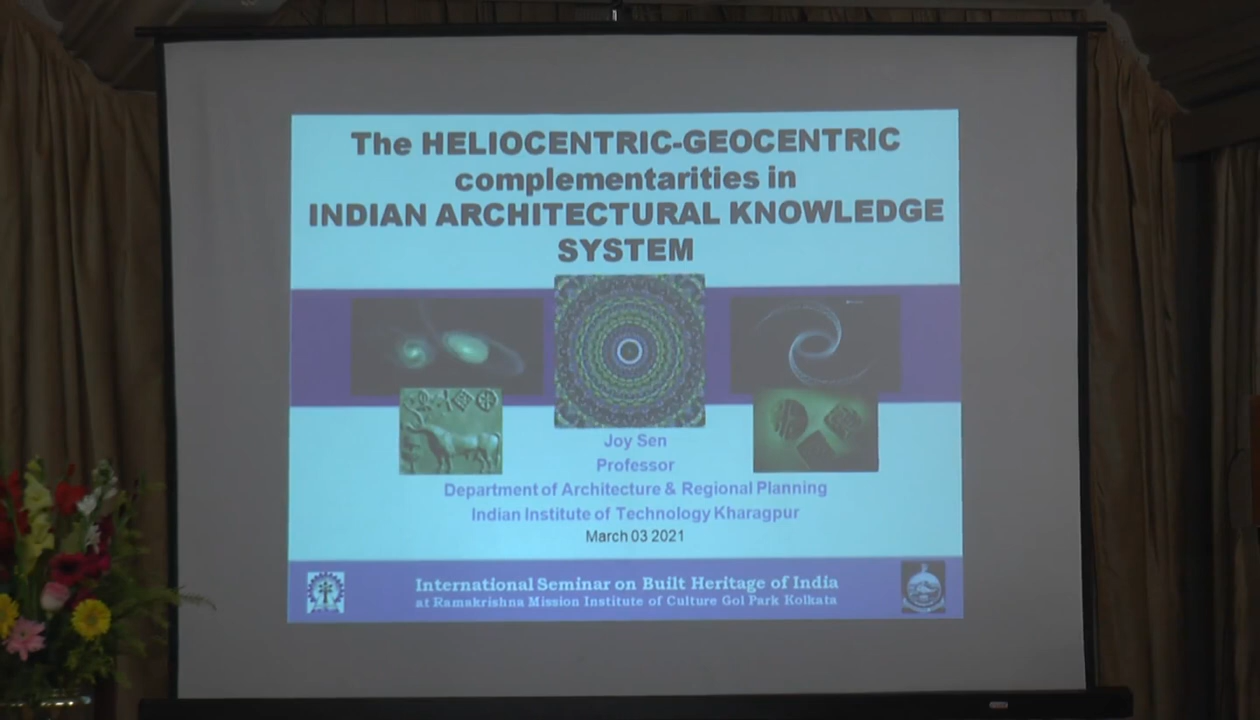 The HELIOCENTRIC-GEOCENTRIC
complementarities in
INDIAN ARCHITECTURAL KNOWLEDGE
SYSTEM
Joy Sen
Professor
Department of Architecture & Regional Planning
Indian Institute of Technology Kharagpur
March 03 2021
International Seminar on Built Heritage of India
at Ramakrishna Mission Institute of Culture Gol Park Kolkata